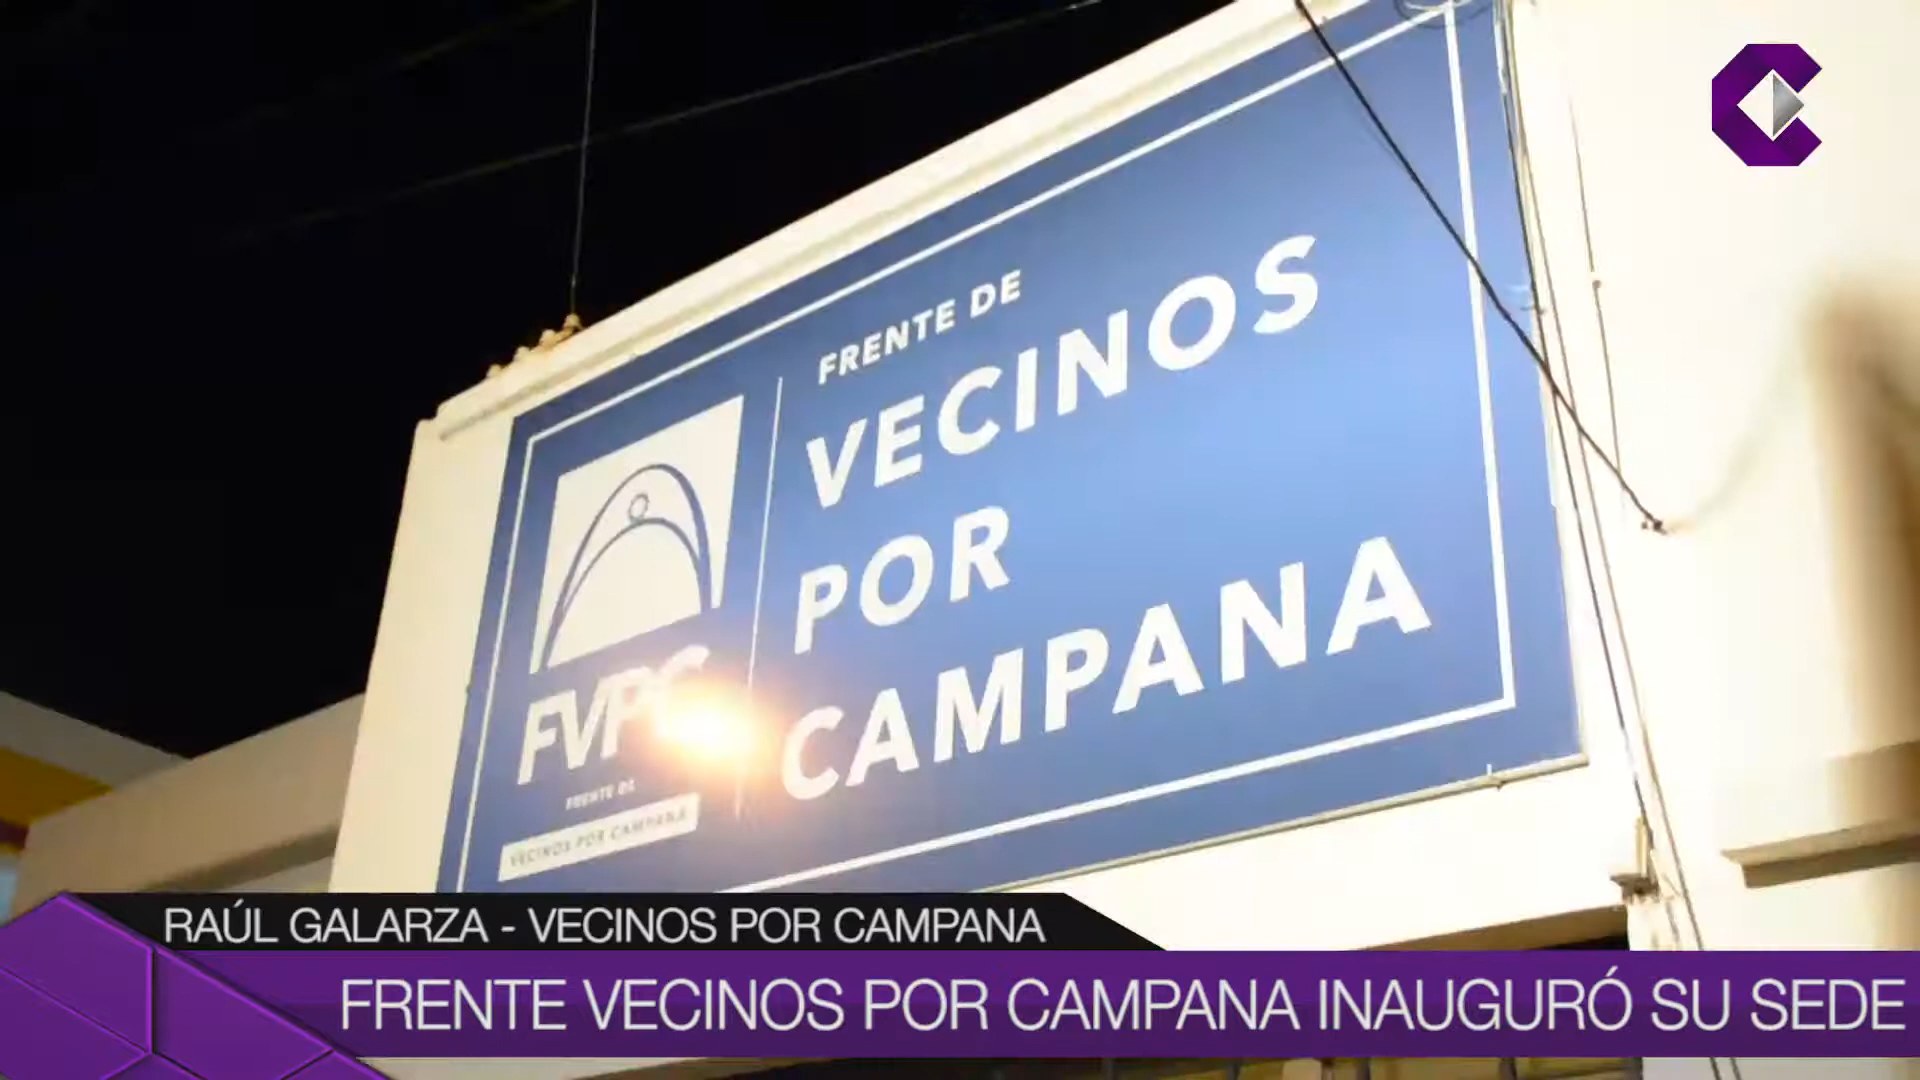 FRENTE DE
VECINOS
POR
CAMPANA
FVPC
FRENTE DE
VECINOS POR CAMPANA
RAÚL GALARZA - VECINOS POR CAMPANA
FRENTE VECINOS POR CAMPANA INAUGURÓ SU SEDE